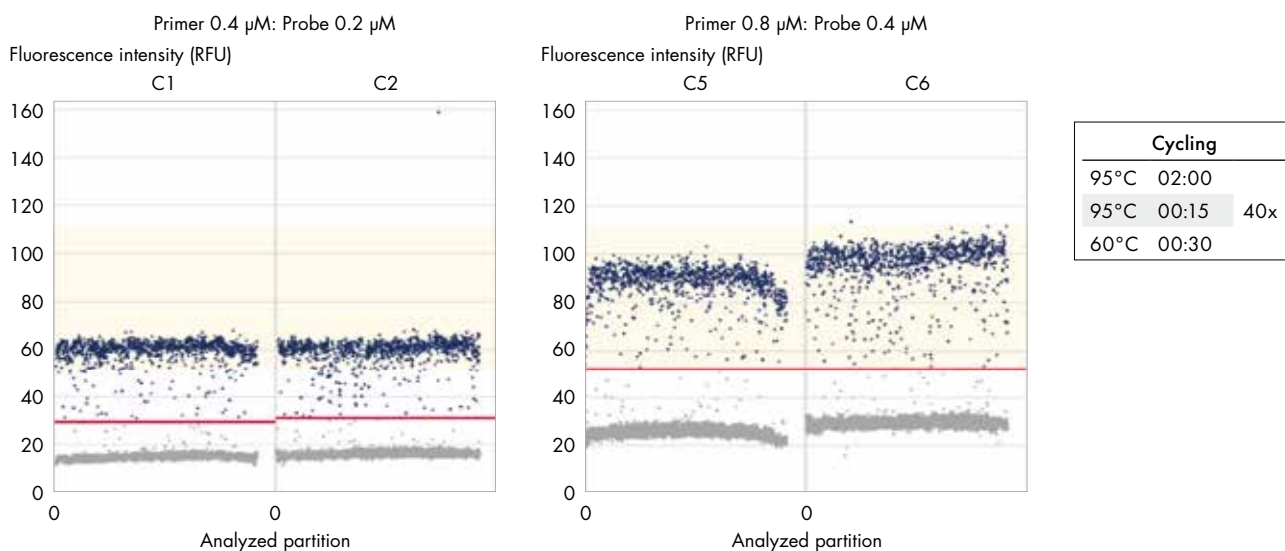 Primer 0.4 µM: Probe 0.2 µM
Fluorescence intensity (RFU)
C1 C2
160
140
120
100
80
60
40
20
0
0 0
Analyzed partition
Primer 0.8 µM: Probe 0.4 µM
Fluorescence intensity (RFU)
C5 C6
160
140
120
100
80
60
40
20
0
0 0
Analyzed partition
Cycling
95°C 02:00
95°C 00:15 40x
60°C 00:30